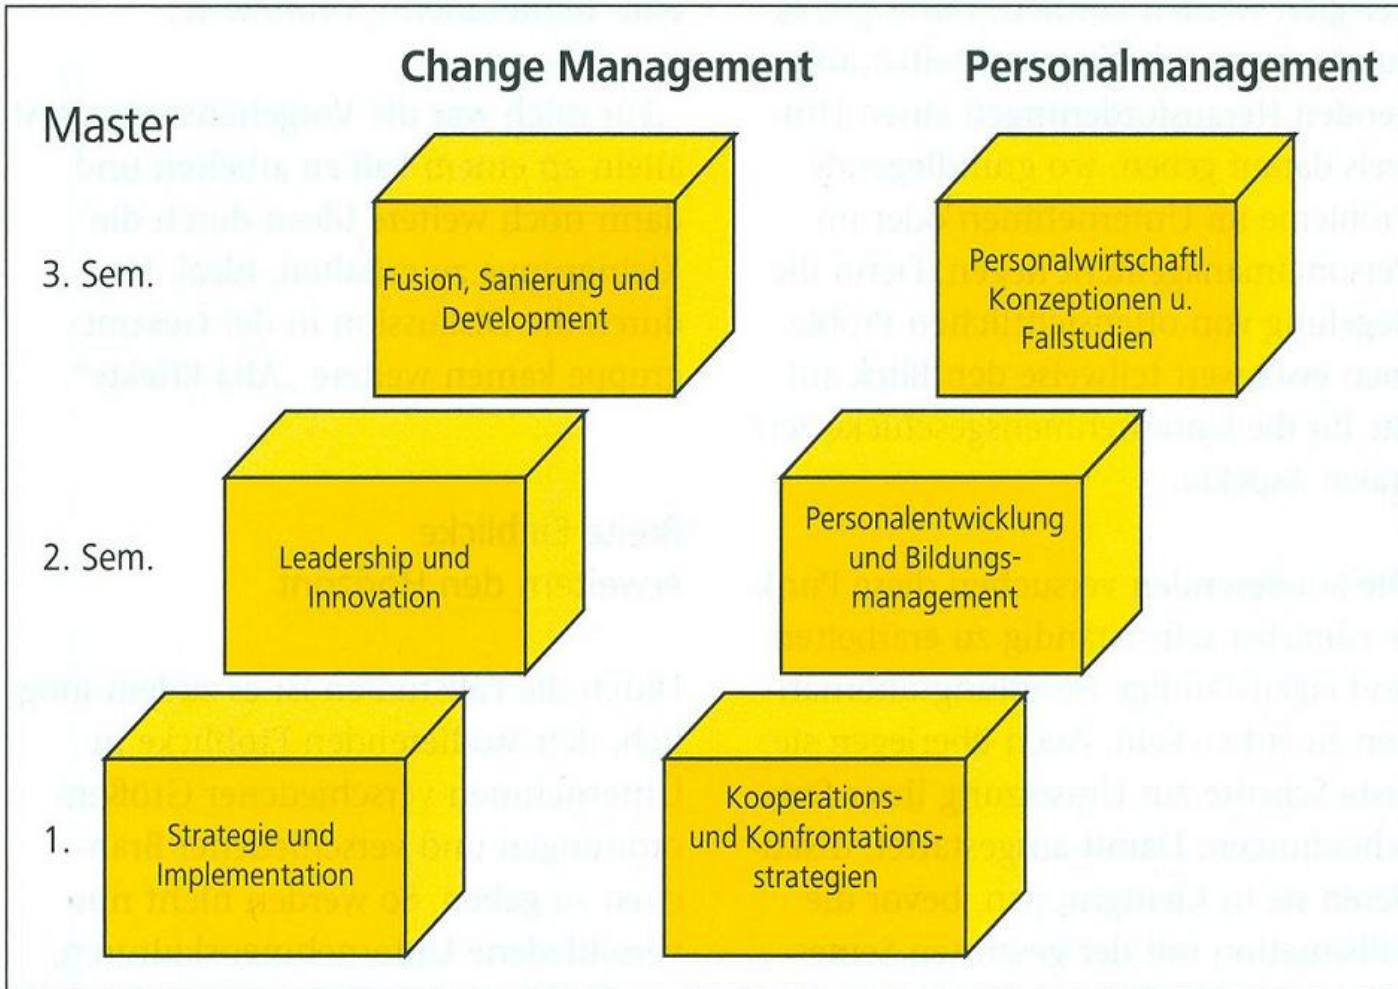 Change Management
Personalmanagement
Master
3. Sem.
Fusion, Sanierung und
Development
Personalwirtschaftl.
Konzeptionen u.
Fallstudien
2. Sem.
Leadership und
Innovation
Personalentwicklung
und Bildungs-
management
1.
Strategie und
Implementation
Kooperations-
und Konfrontations-
strategien